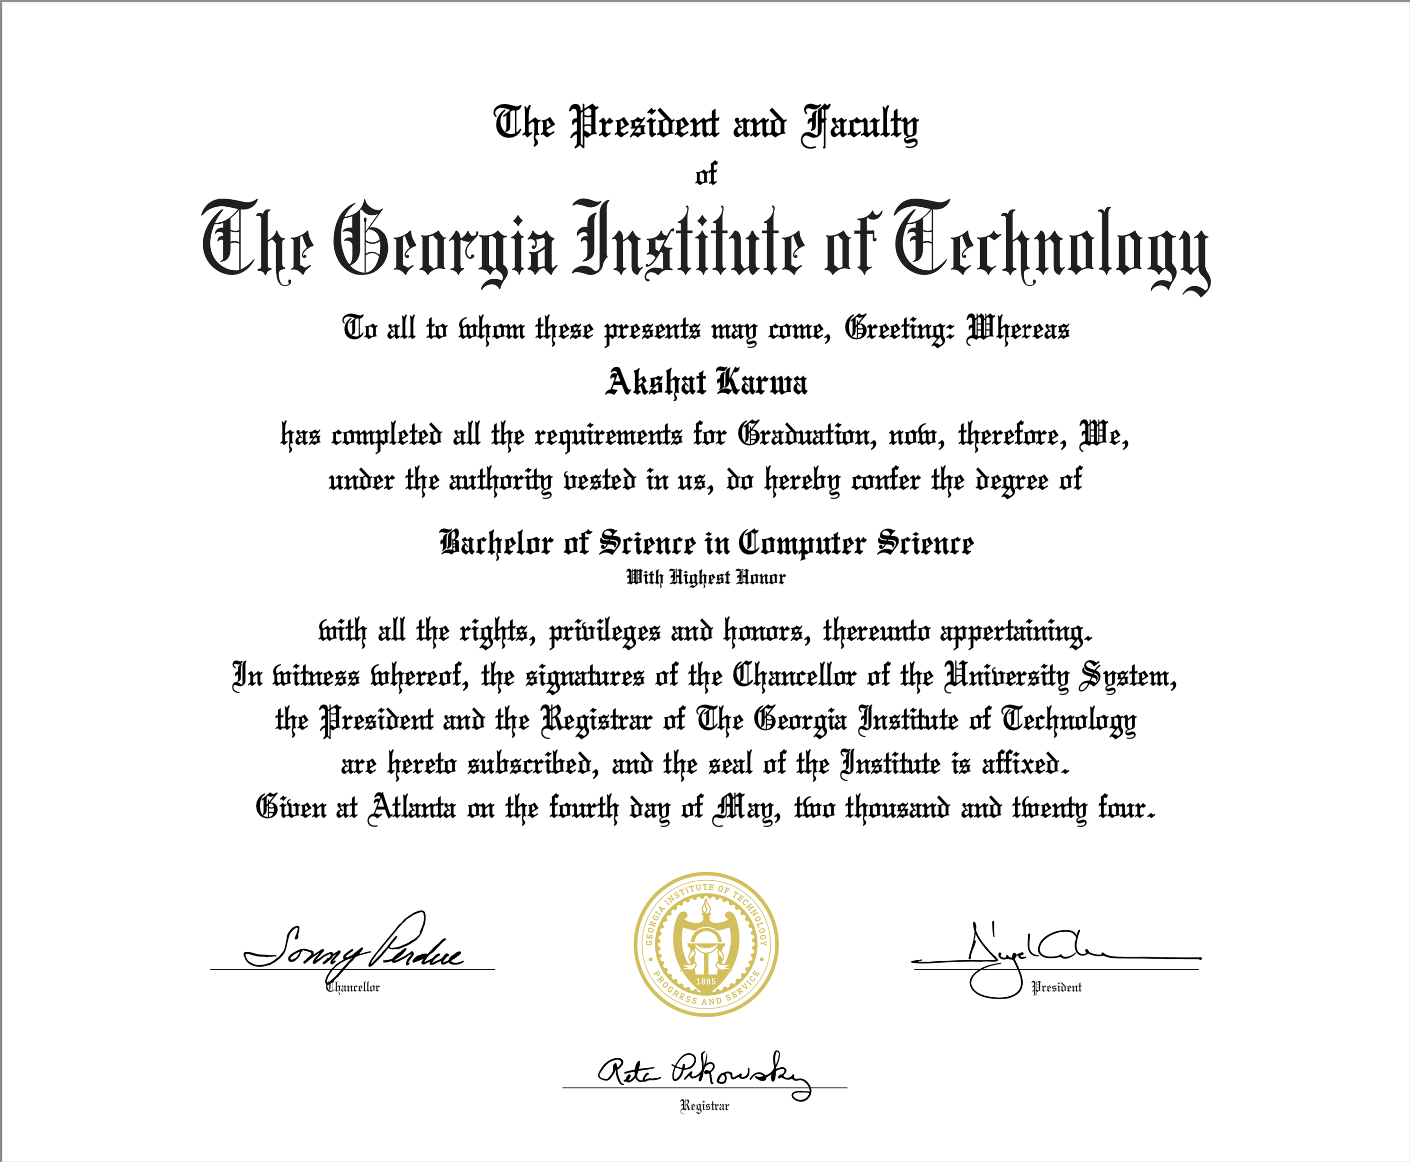 The President and Faculty
of
The Georgia Institute of Technology
To all to whom these presents may come, Greeting: Whereas
Akshat Karwa
has completed all the requirements for Graduation, now, therefore, We,
under the authority vested in us, do hereby confer the degree of
Bachelor of Science in Computer Science
With Highest Honor
with all the rights, privileges and honors, thereunto appertaining.
In witness whereof, the signatures of the Chancellor of the University System,
the President and the Registrar of The Georgia Institute of Technology
are hereto subscribed, and the seal of the Institute is affixed.
Given at Atlanta on the fourth day of May, two thousand and twenty four.
Sonny Perdue
Chancellor
GEORGIA INSTITUTE OF TECHNOLOGY
1885
PROGRESS AND SERVICE
President
Reta Pikowsky
Registrar